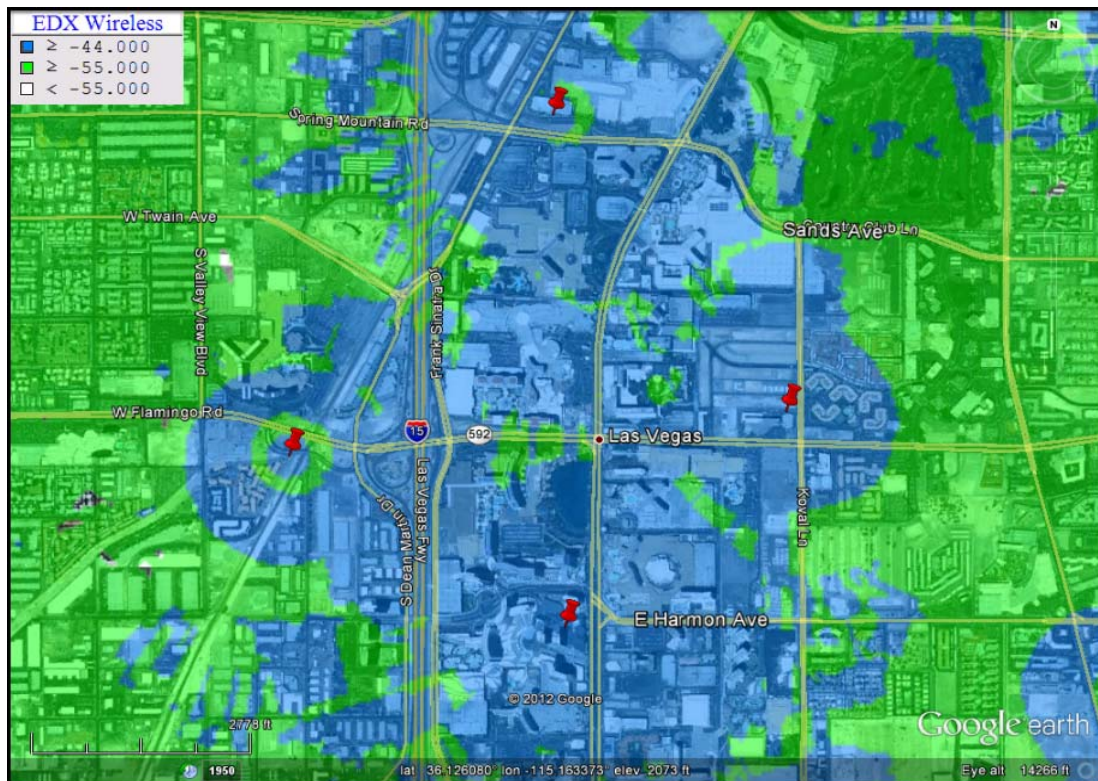 EDX Wireless
≥ -44.000
≥ -55.000
< -55.000
N
Spring Mountain Rd
W Twain Ave
Country Club Ln
Sands Ave
S Valley View Blvd
Frank Sinatra Dr
W Flamingo Rd
15
592
Las Vegas
Las Vegas Fwy
S Dean Martin Dr
Koval Ln
E Harmon Ave
© 2012 Google
2778 ft
Google earth
1950
lat 36.126080° lon -115.163373° elev 2073 ft
Eye alt 14266 ft